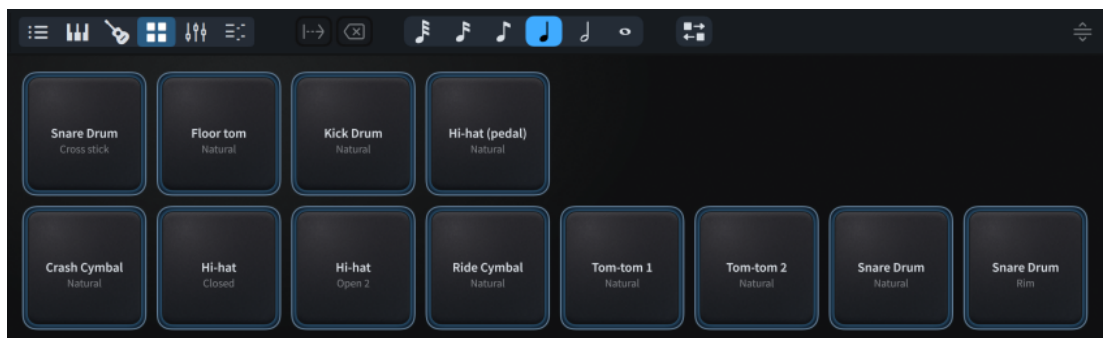 Snare Drum
Cross stick
Floor tom
Natural
Kick Drum
Natural
Hi-hat (pedal)
Natural
Crash Cymbal
Natural
Hi-hat
Closed
Hi-hat
Open 2
Ride Cymbal
Natural
Tom-tom 1
Natural
Tom-tom 2
Natural
Snare Drum
Natural
Snare Drum
Rim